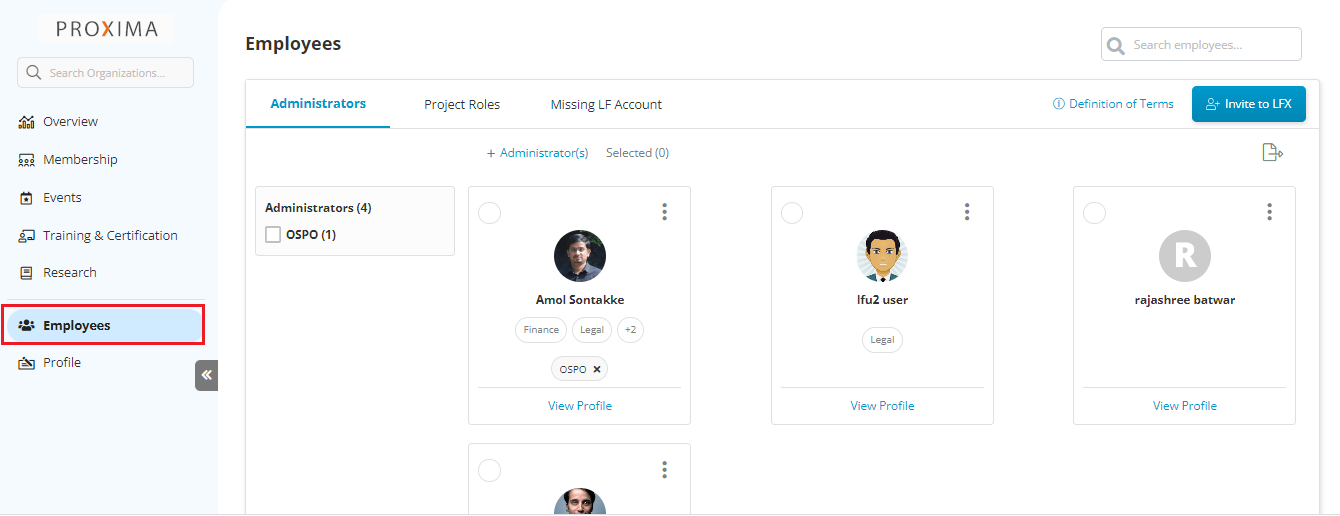 PROXIMA
Search Organizations...
Overview
Membership
Events
Training & Certification
Research
Employees
Profile
Employees
Search employees...
Administrators Project Roles Missing LF Account
Definition of Terms
Invite to LFX
+ Administrator(s) Selected (0)
Administrators (4)
OSPO (1)
Amol Sontakke
Finance Legal +2
OSPO ×
View Profile
lfu2 user
Legal
View Profile
R
rajashree batwar
View Profile